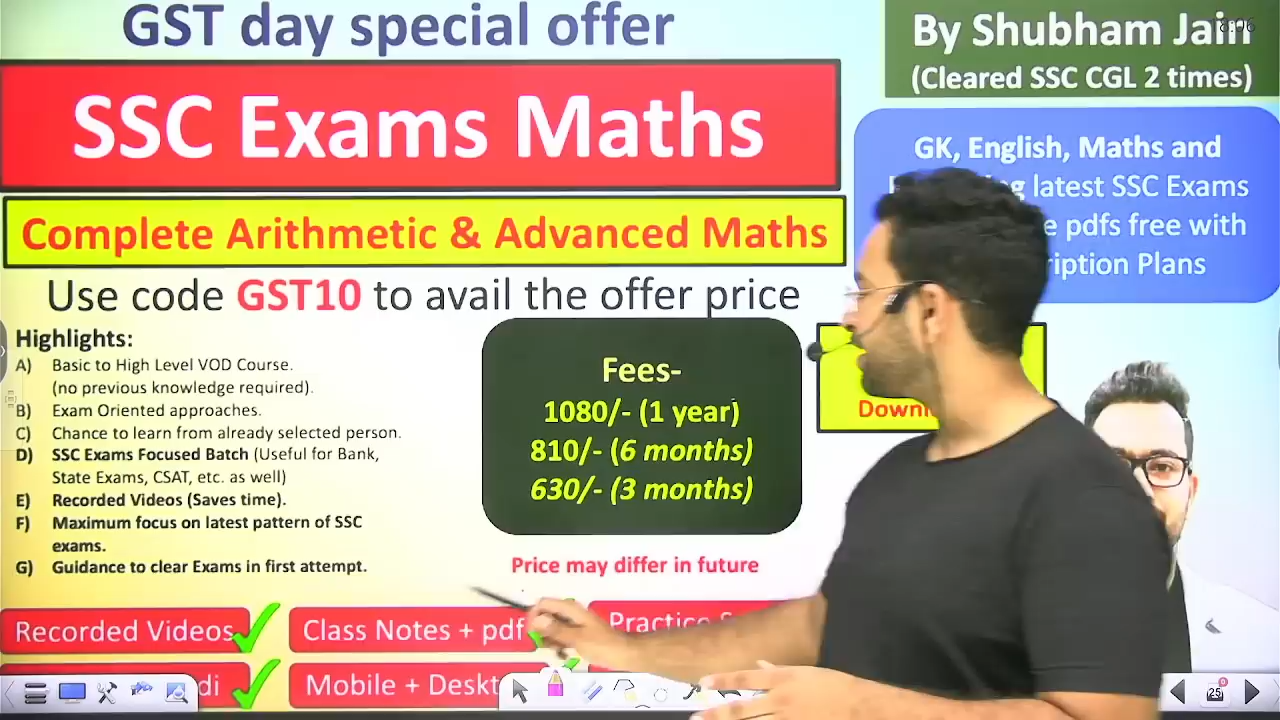 GST day special offer
By Shubham Jain
(Cleared SSC CGL 2 times)
18:06
SSC Exams Maths
GK, English, Maths and
latest SSC Exams
pdfs free with
Plans
Complete Arithmetic & Advanced Maths
Use code GST10 to avail the offer price
Highlights:
A) Basic to High Level VOD Course.
(no previous knowledge required).
B) Exam Oriented approaches.
C) Chance to learn from already selected person.
D) SSC Exams Focused Batch (Useful for Bank,
State Exams, CSAT, etc. as well)
E) Recorded Videos (Saves time).
F) Maximum focus on latest pattern of SSC
exams.
G) Guidance to clear Exams in first attempt.
Fees-
1080/- (1 year)
810/- (6 months)
630/- (3 months)
Price may differ in future
Recorded Videos
Class Notes + pdf
Practice
Mobile +
25